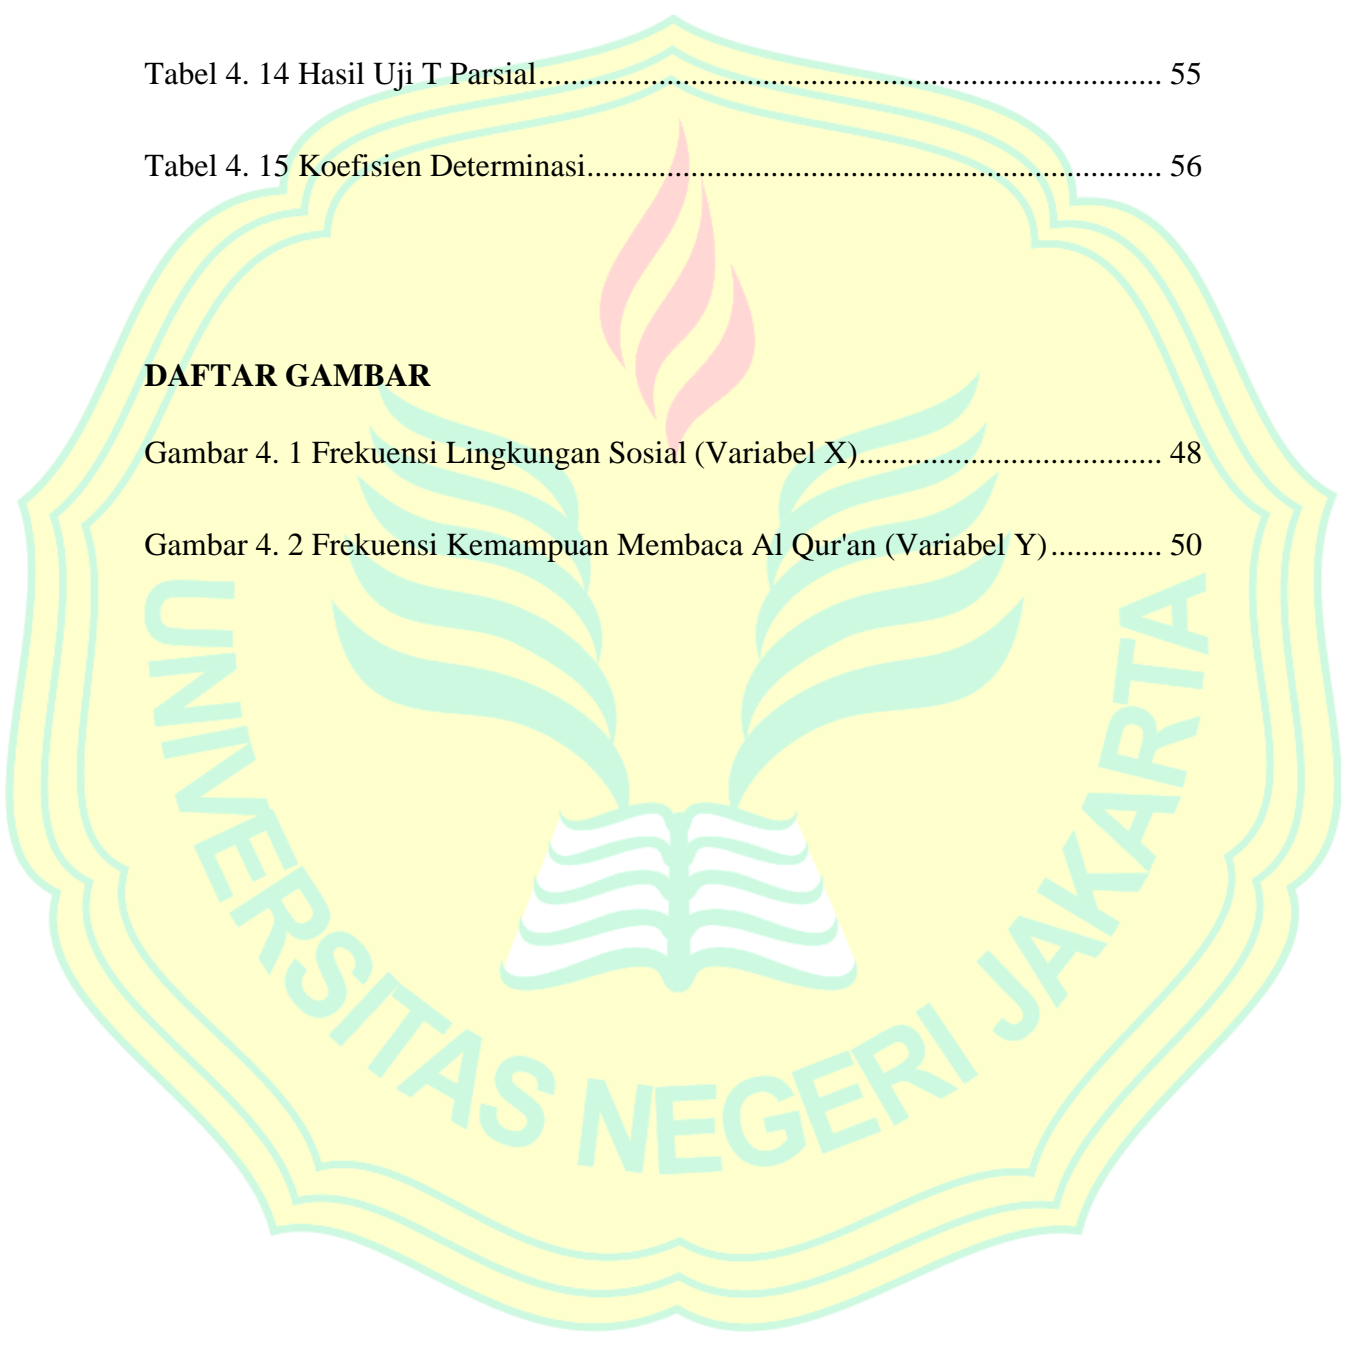 Tabel 4. 14 Hasil Uji T Parsial............................................................................. 55
Tabel 4. 15 Koefisien Determinasi....................................................................... 56
DAFTAR GAMBAR
Gambar 4. 1 Frekuensi Lingkungan Sosial (Variabel X)..................................... 48
Gambar 4. 2 Frekuensi Kemampuan Membaca Al Qur'an (Variabel Y).............. 50
UNIVERSITAS NEGERI JAKARTA